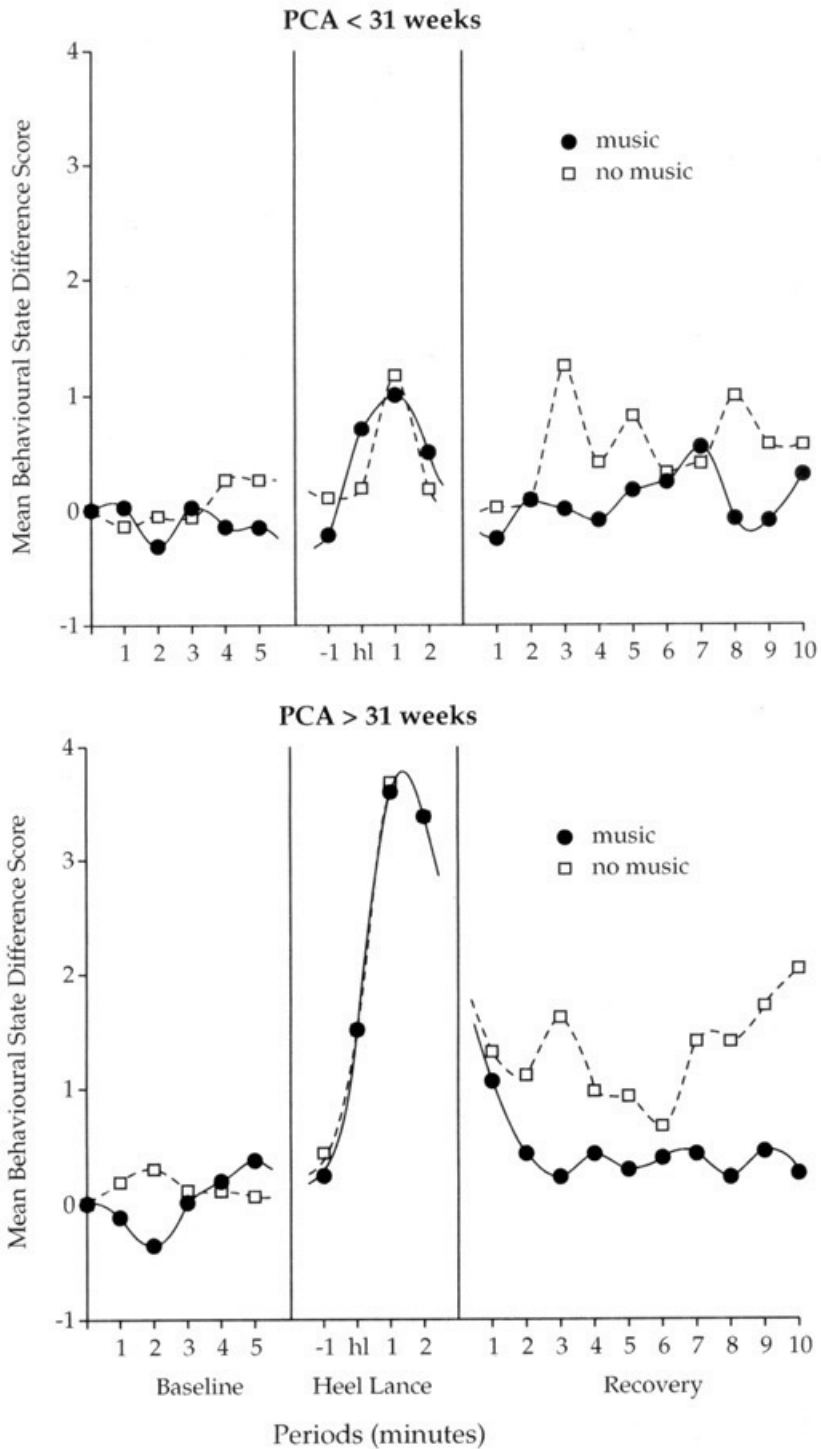 PCA < 31 weeks
Mean Behavioural State Difference Score
4
3
2
1
0
-1
music
no music
1 2 3 4 5 -1 hl 1 2 1 2 3 4 5 6 7 8 9 10
PCA > 31 weeks
Mean Behavioural State Difference Score
4
3
2
1
0
-1
music
no music
1 2 3 4 5 -1 hl 1 2 1 2 3 4 5 6 7 8 9 10
Baseline Heel Lance Recovery
Periods (minutes)